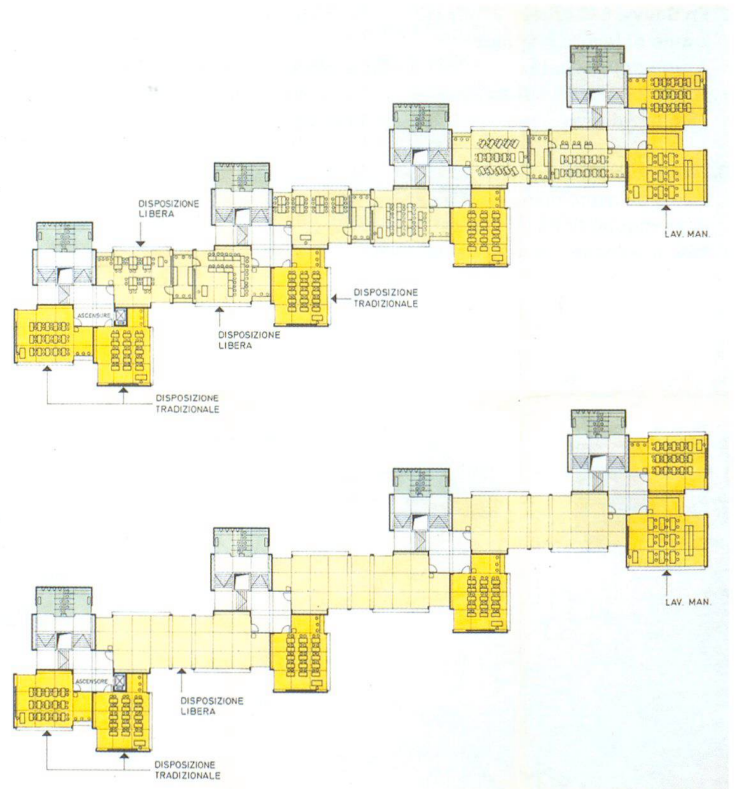 DISPOSIZIONE
LIBERA
LAV. MAN.
DISPOSIZIONE
TRADIZIONALE
ASCENSORE
DISPOSIZIONE
LIBERA
DISPOSIZIONE
TRADIZIONALE
LAV. MAN.
ASCENSORE
DISPOSIZIONE
LIBERA
DISPOSIZIONE
TRADIZIONALE